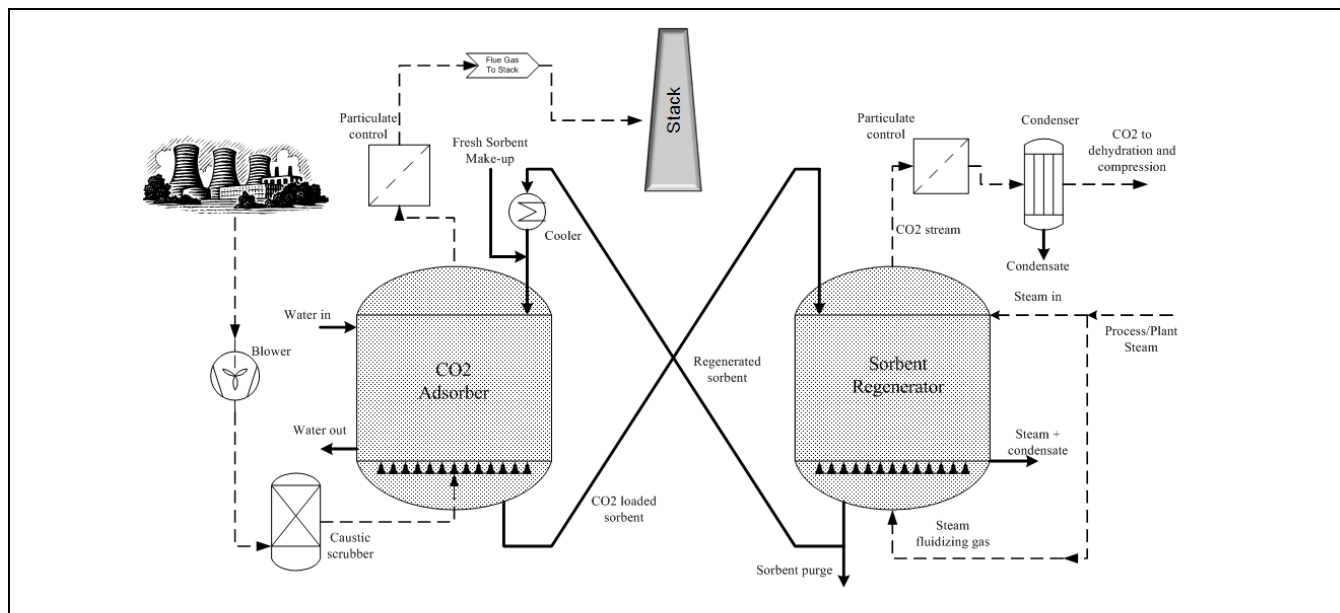 Flue Gas
To Stack
Stack
Particulate
control
Fresh Sorbent
Make-up
Cooler
Particulate
control
Condenser
CO2 to
dehydration and
compression
CO2 stream
Condensate
Water in
Steam in
Process/Plant
Steam
Blower
CO2
Adsorber
Regenerated
sorbent
Sorbent
Regenerator
Water out
Steam +
condensate
CO2 loaded
sorbent
Caustic
scrubber
Steam
fluidizing gas
Sorbent purge